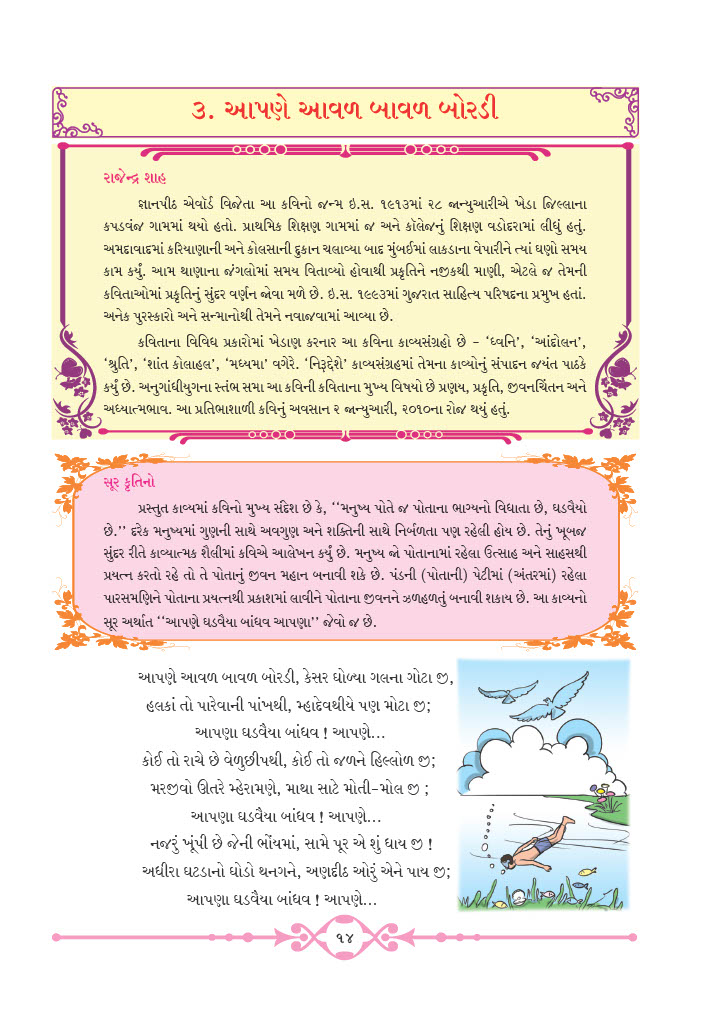 ૩. આપણે આવળ બાવળ બોરડી
રાજેન્દ્ર શાહ
જ્ઞાનપીઠ એવૉર્ડ વિજેતા આ કવિનો જન્મ ઇ.સ. ૧૯૧૩માં ૨૮ જાન્યુઆરીએ ખેડા જિલ્લાના
કપડવંજ ગામમાં થયો હતો. પ્રાથમિક શિક્ષણ ગામમાં જ અને કૉલેજનું શિક્ષણ વડોદરામાં લીધું હતું.
અમદાવાદમાં કરિયાણાની અને કોલસાની દુકાન ચલાવ્યા બાદ મુંબઈમાં લાકડાના વેપારીને ત્યાં ઘણો સમય
કામ કર્યું. આમ થાણાના જંગલોમાં સમય વિતાવ્યો હોવાથી પ્રકૃતિને નજીકથી માણી, એટલે જ તેમની
કવિતાઓમાં પ્રકૃતિનું સુંદર વર્ણન જોવા મળે છે. ઇ.સ. ૧૯૯૩માં ગુજરાત સાહિત્ય પરિષદના પ્રમુખ હતાં.
અનેક પુરસ્કારો અને સન્માનોથી તેમને નવાજવામાં આવ્યા છે.
કવિતાના વિવિધ પ્રકારોમાં ખેડાણ કરનાર આ કવિના કાવ્યસંગ્રહો છે – ‘ધ્વનિ’, ‘આંદોલન’,
‘શ્રુતિ’, ‘શાંત કોલાહલ’, ‘મધ્યમા’ વગેરે. ‘નિરૂદ્દેશે’ કાવ્યસંગ્રહમાં તેમના કાવ્યોનું સંપાદન જયંત પાઠકે
કર્યું છે. અનુગાંધીયુગના સ્તંભ સમા આ કવિની કવિતાના મુખ્ય વિષયો છે પ્રણય, પ્રકૃતિ, જીવનચિંતન અને
અધ્યાત્મભાવ. આ પ્રતિભાશાળી કવિનું અવસાન ૨ જાન્યુઆરી, ૨૦૧૦ના રોજ થયું હતું.
સૂર કૃતિનો
પ્રસ્તુત કાવ્યમાં કવિનો મુખ્ય સંદેશ છે કે, ‘‘મનુષ્ય પોતે જ પોતાના ભાગ્યનો વિધાતા છે, ઘડવૈયો
છે.’’ દરેક મનુષ્યમાં ગુણની સાથે અવગુણ અને શક્તિની સાથે નિર્બળતા પણ રહેલી હોય છે. તેનું ખૂબજ
સુંદર રીતે કાવ્યાત્મક શૈલીમાં કવિએ આલેખન કર્યું છે. મનુષ્ય જો પોતાનામાં રહેલા ઉત્સાહ અને સાહસથી
પ્રયત્ન કરતો રહે તો તે પોતાનું જીવન મહાન બનાવી શકે છે. પંડની (પોતાની) પેટીમાં (અંતરમાં) રહેલા
પારસમણિને પોતાના પ્રયત્નથી પ્રકાશમાં લાવીને પોતાના જીવનને ઝળહળતું બનાવી શકાય છે. આ કાવ્યનો
સૂર અર્થાત ‘‘આપણે ઘડવૈયા બાંધવ આપણા’’ જેવો જ છે.
આપણે આવળ બાવળ બોરડી, કેસર ઘોળ્યા ગલના ગોટા જી,
હલકાં તો પારેવાની પાંખથી, મ્હાદેવથીયે પણ મોટા જી;
આપણા ઘડવૈયા બાંધવ ! આપણે...
કોઈ તો રાચે છે વેળુછીપથી, કોઈ તો જળને હિલ્લોળ જી;
મરજીવો ઊતરે મ્હેરામણે, માથા સાટે મોતી-મોલ જી ;
આપણા ઘડવૈયા બાંધવ ! આપણે...
નજરું ખૂંપી છે જેની ભોંયમાં, સામે પૂર એ શું ધાય જી !
અધીરા ઘટડાનો ઘોડો થનગને, અણદીઠ ઓરું એને પાય જી;
આપણા ઘડવૈયા બાંધવ ! આપણે...
૧૪